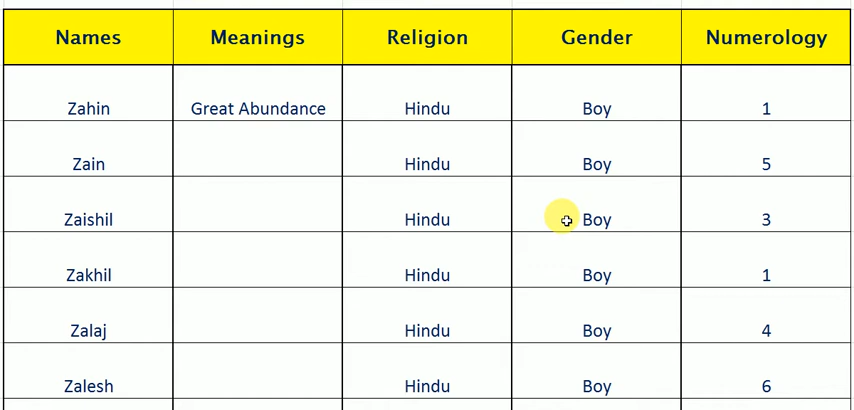 Names Meanings Religion Gender Numerology
Zahin Great Abundance Hindu Boy 1
Zain Hindu Boy 5
Zaishil Hindu Boy 3
Zakhil Hindu Boy 1
Zalaj Hindu Boy 4
Zalesh Hindu Boy 6